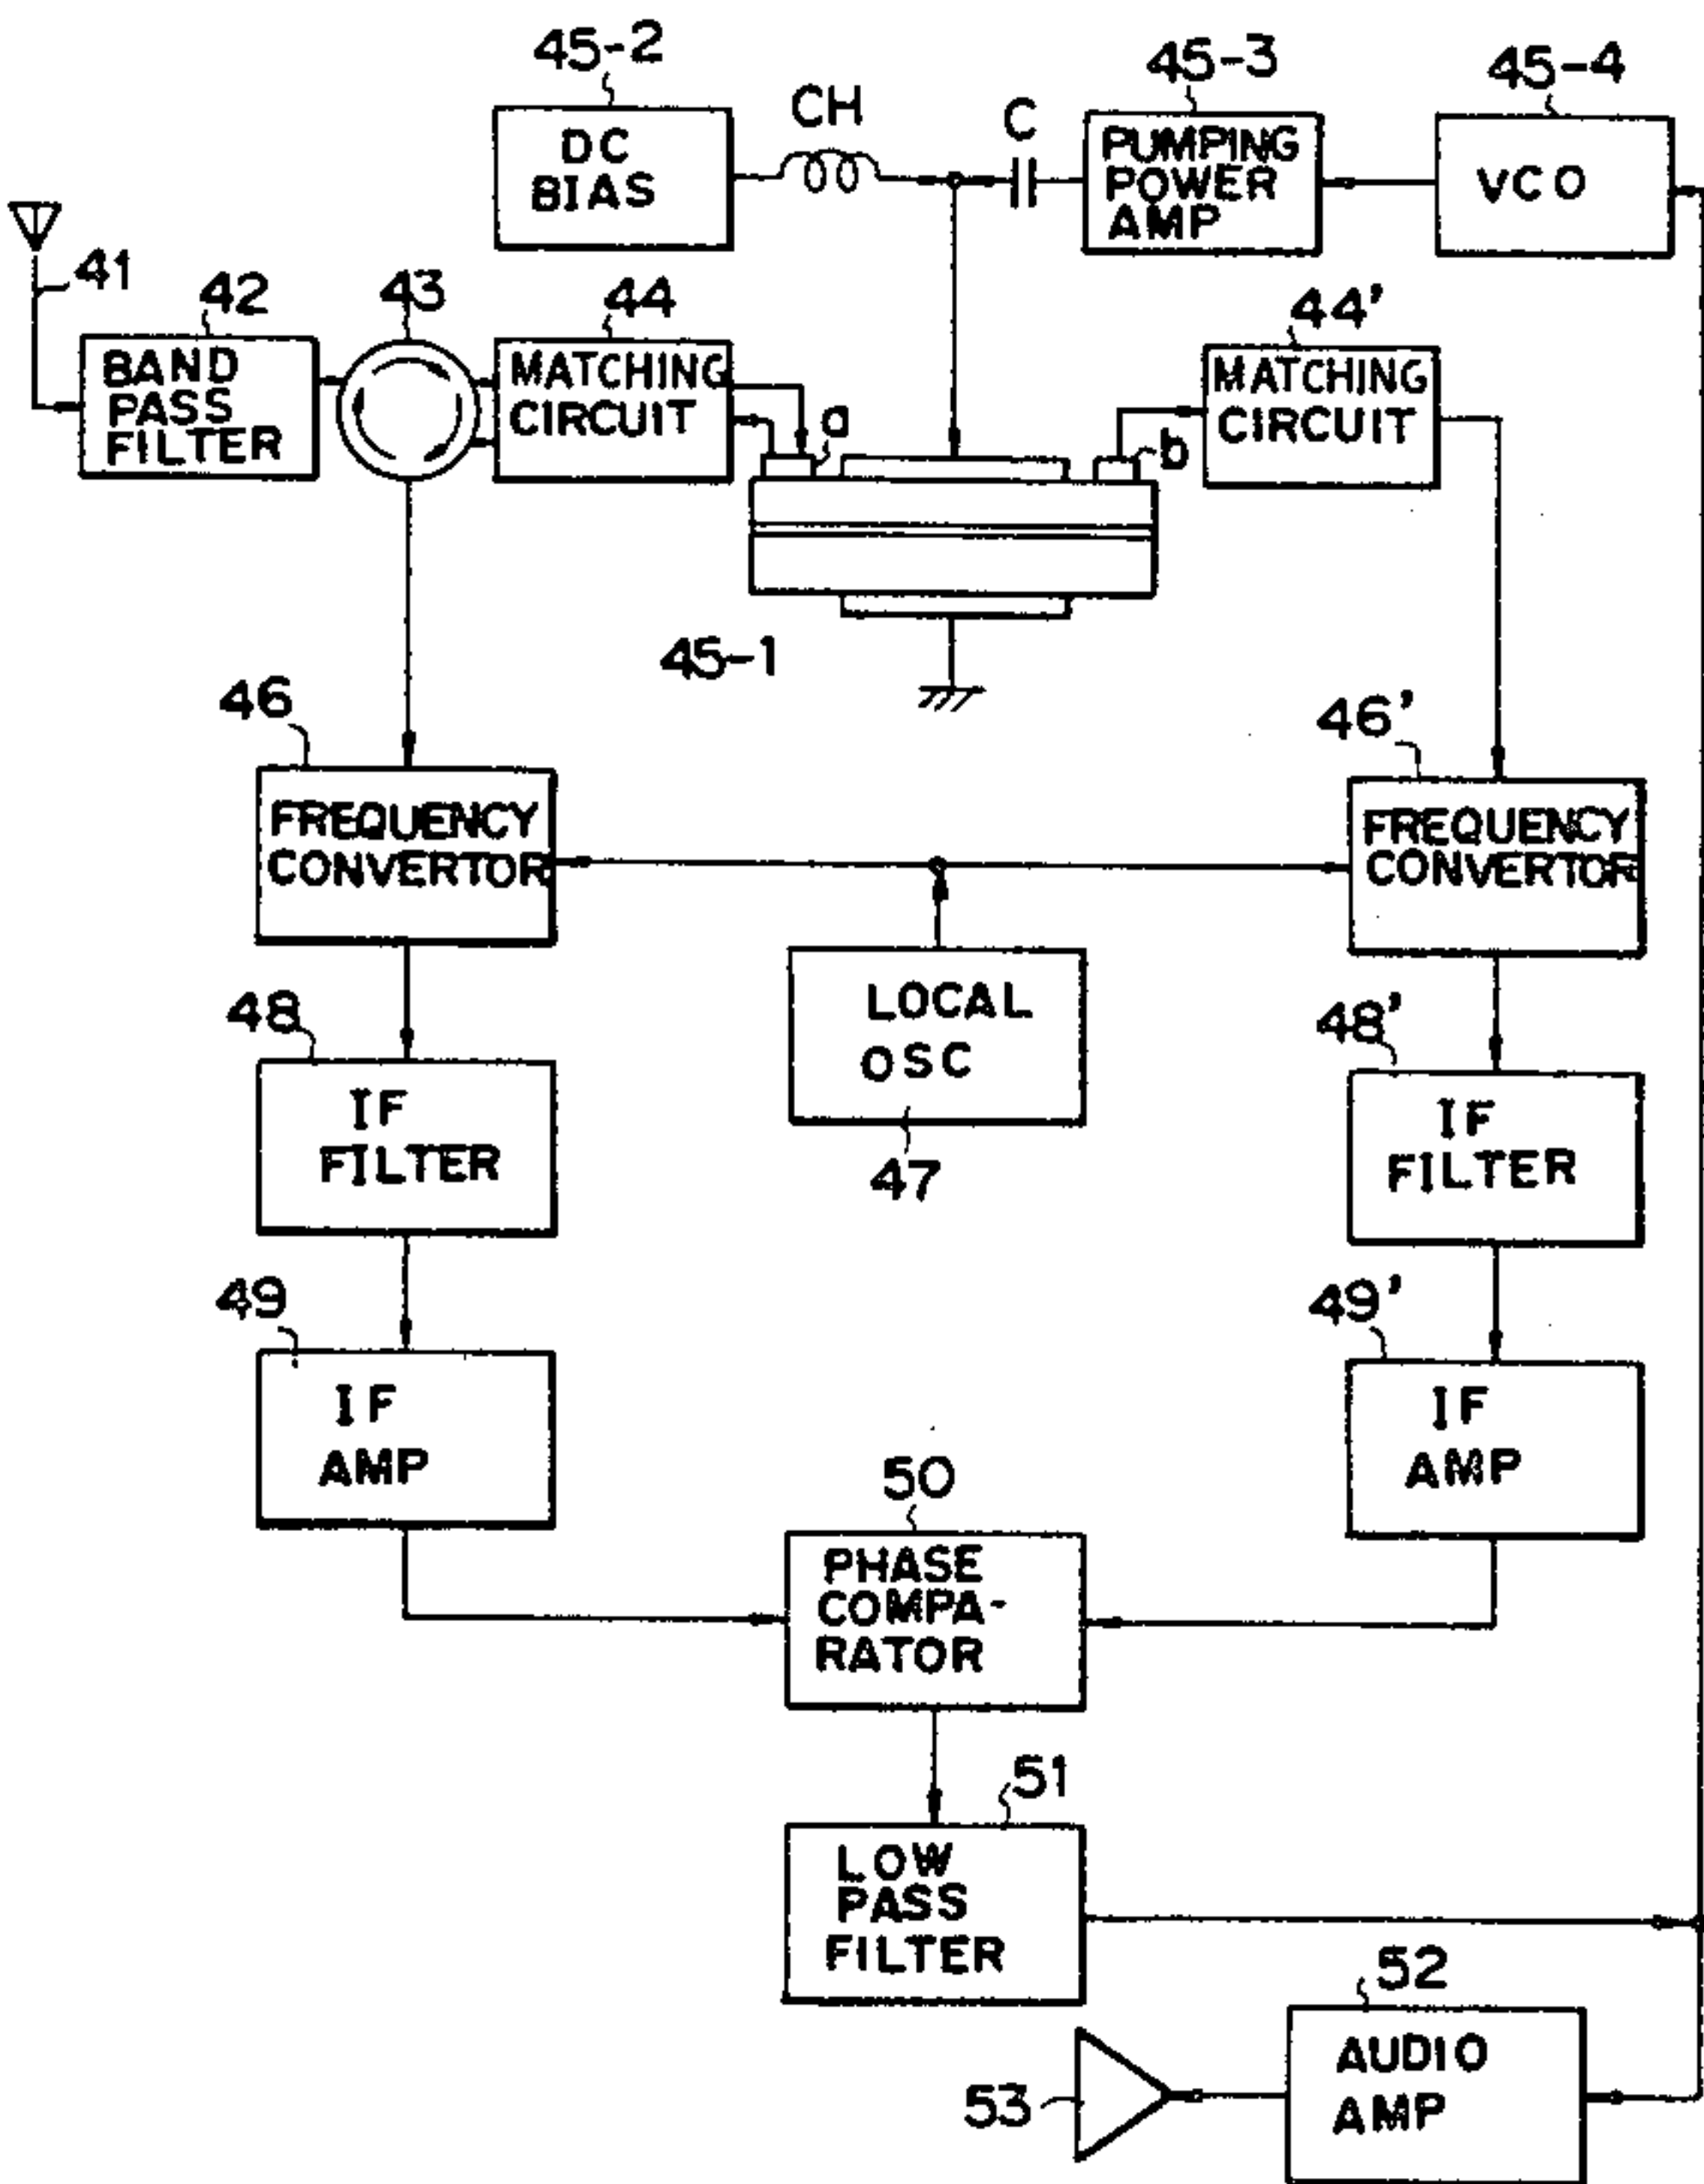 45-2
45-3
45-4
CH
C
DC
BIAS
PUMPING
POWER
AMP
VCO
41
42
43
44
44'
BAND
PASS
FILTER
MATCHING
CIRCUIT
a
b
MATCHING
CIRCUIT
45-1
46
46'
FREQUENCY
CONVERTOR
FREQUENCY
CONVERTOR
LOCAL
OSC
47
48
48'
IF
FILTER
IF
FILTER
49
49'
IF
AMP
IF
AMP
50
PHASE
COMPA-
RATOR
51
LOW
PASS
FILTER
52
AUDIO
AMP
53